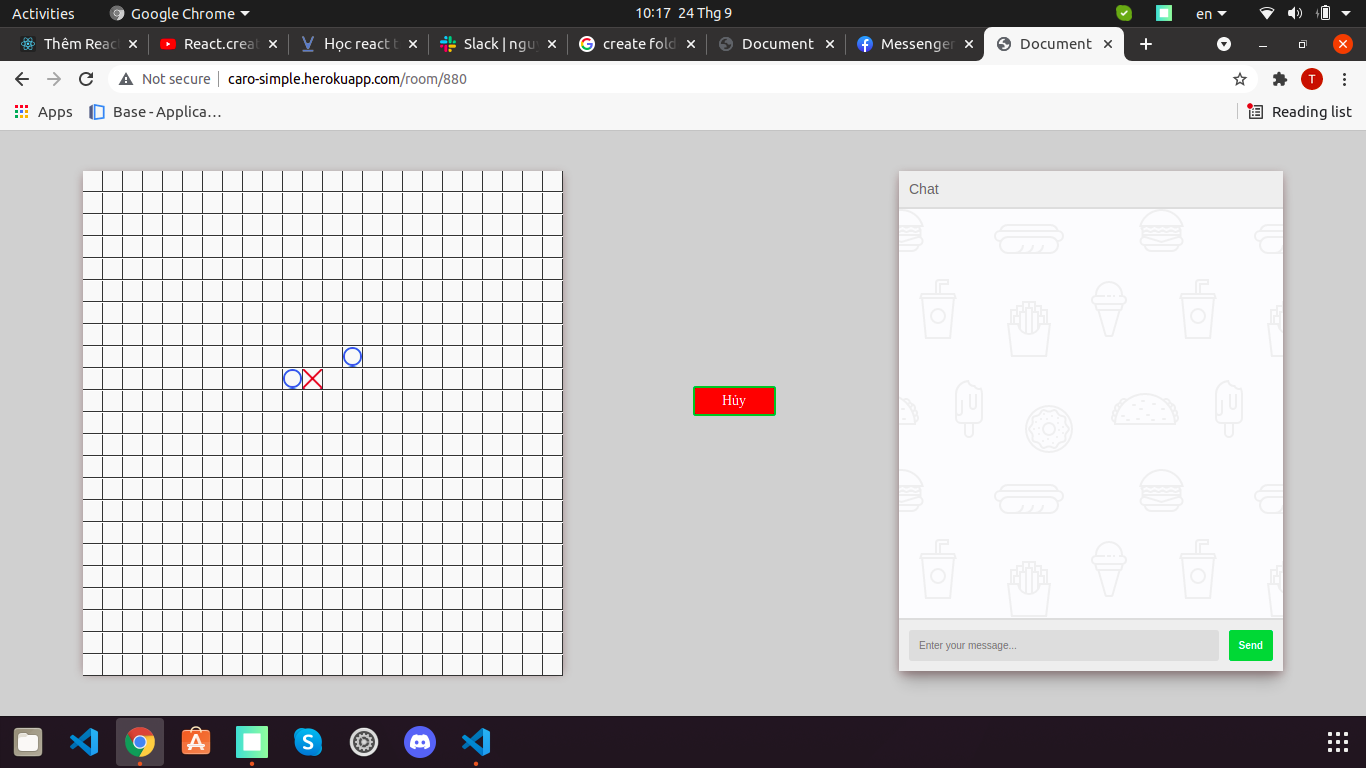 Activities Google Chrome 10:17 24 Thg 9 en
Thêm Reac React.creat Học react t Slack | ngu create fold Document Messenger Document
Not secure caro-simple.herokuapp.com/room/880 T
Apps Base - Applica… Reading list
Chat
Hủy
Enter your message... Send